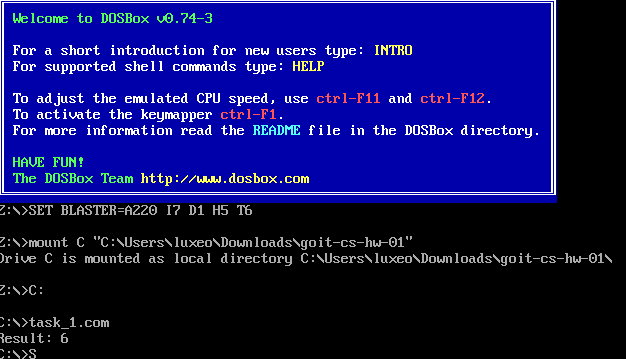 Welcome to DOSBox v0.74-3
For a short introduction for new users type: INTRO
For supported shell commands type: HELP
To adjust the emulated CPU speed, use ctrl-F11 and ctrl-F12.
To activate the keymapper ctrl-F1.
For more information read the README file in the DOSBox directory.
HAVE FUN!
The DOSBox Team http://www.dosbox.com
Z:\>SET BLASTER=A220 I7 D1 H5 T6
Z:\>mount C "C:\Users\luxeo\Downloads\goit-cs-hw-01"
Drive C is mounted as local directory C:\Users\luxeo\Downloads\goit-cs-hw-01\
Z:\>C:
C:\>task_1.com
Result: 6
C:\>S